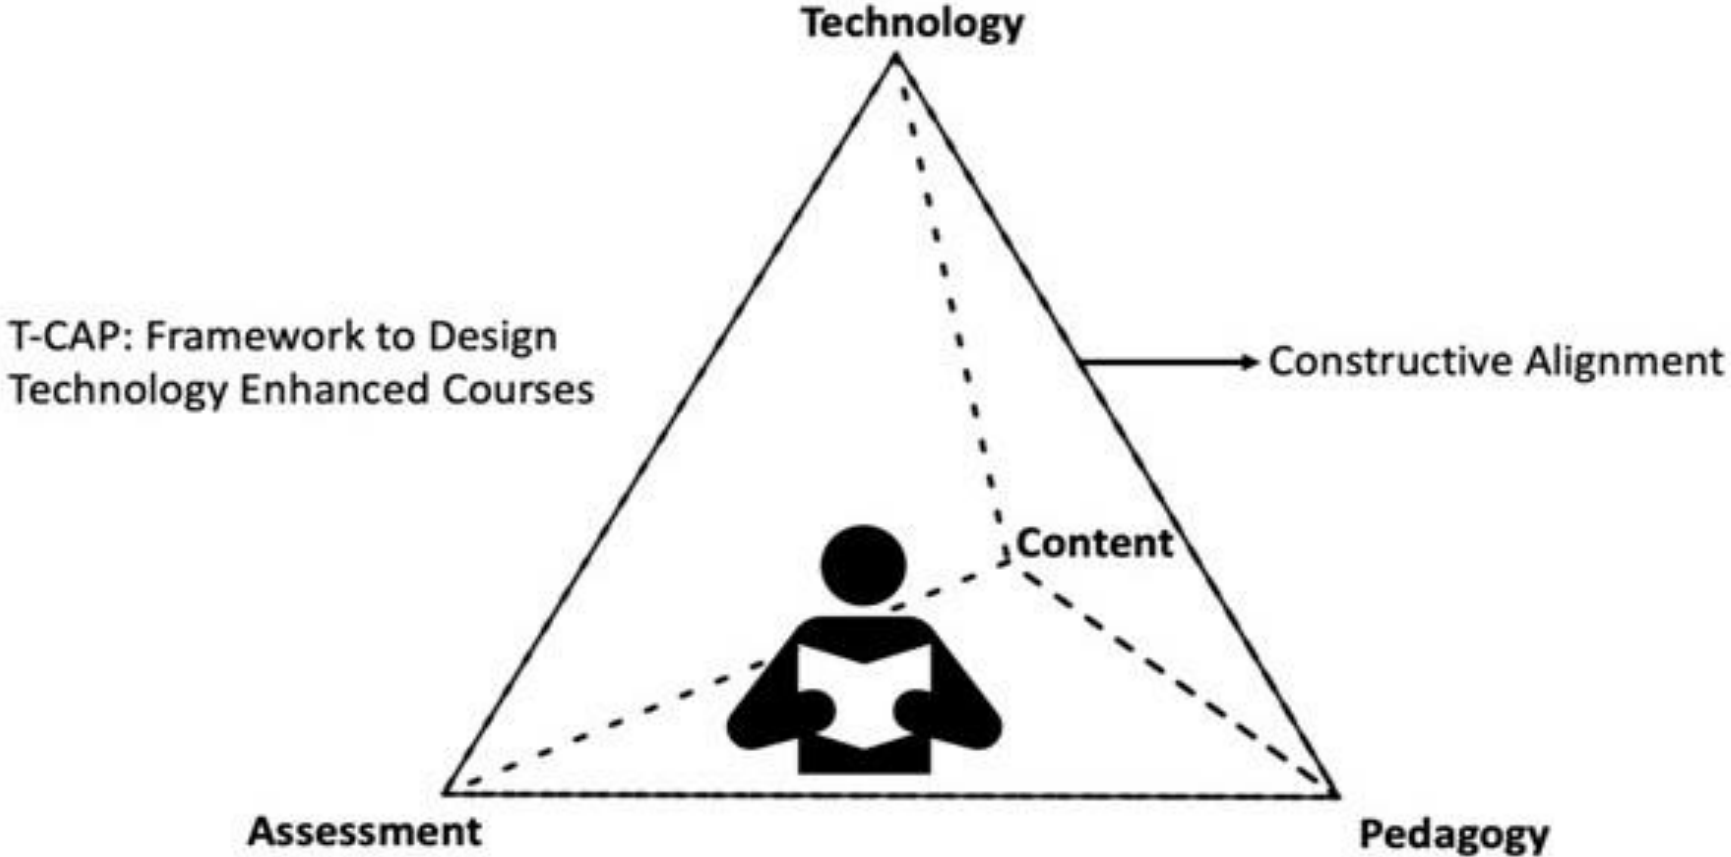 Technology
T-CAP: Framework to Design
Technology Enhanced Courses
Constructive Alignment
Content
Assessment
Pedagogy